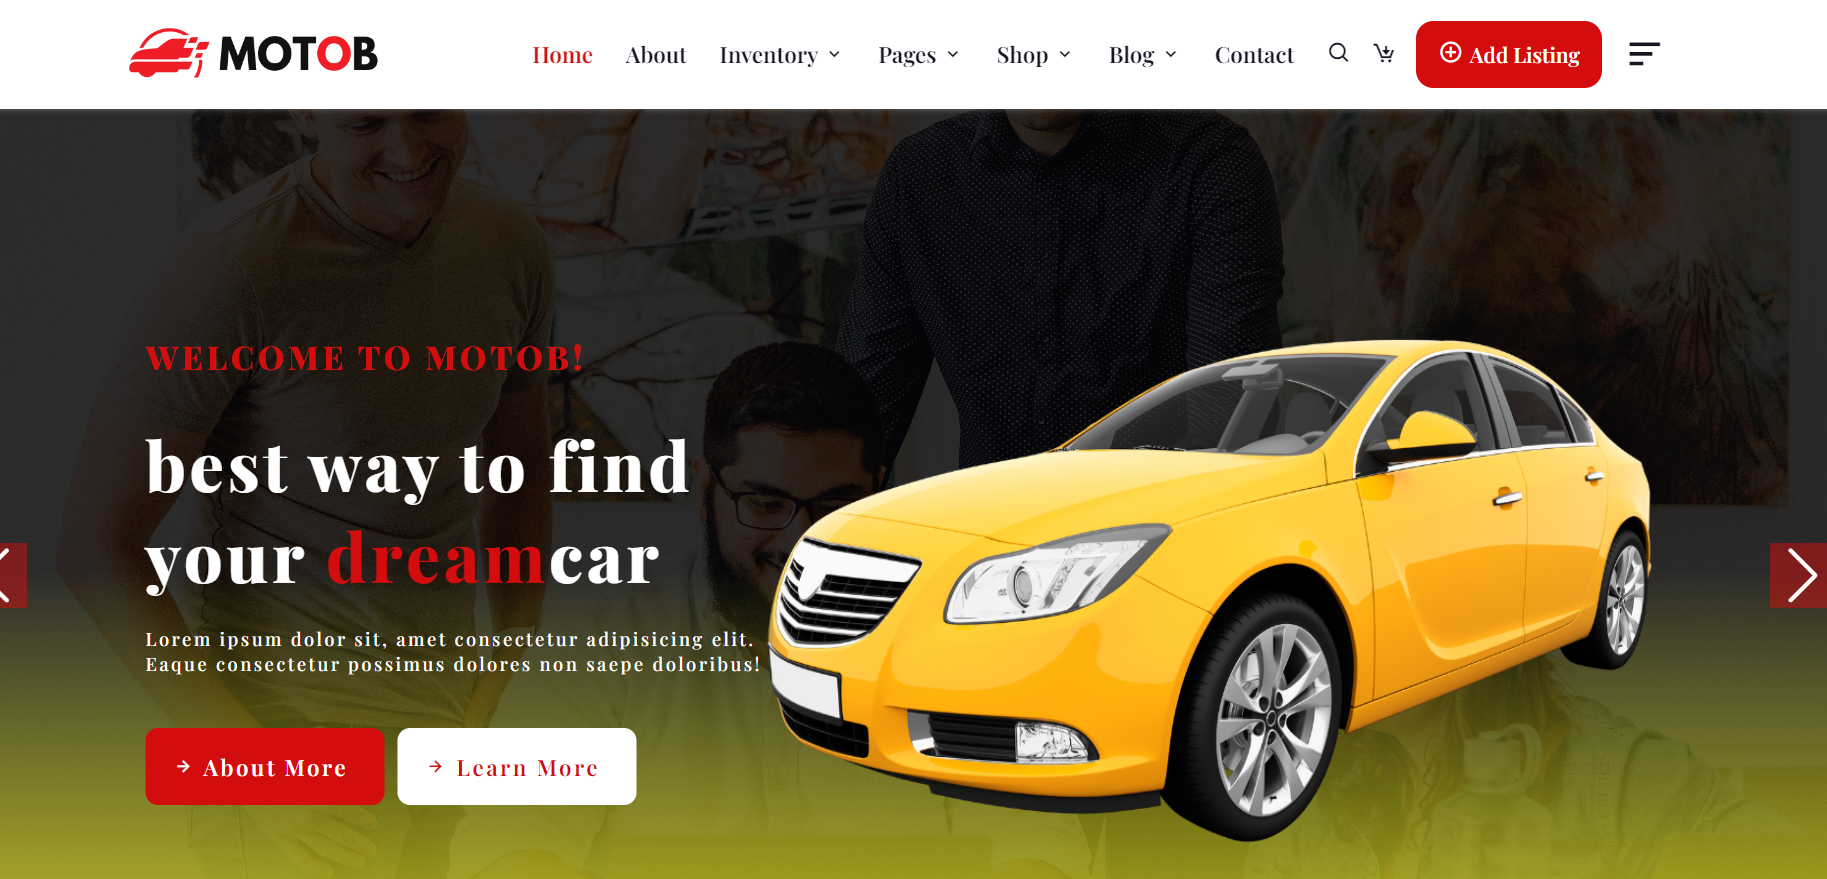 MOTOB
Home About Inventory Pages Shop Blog Contact Add Listing
WELCOME TO MOTOB!
best way to find
your dreamcar
Lorem ipsum dolor sit, amet consectetur adipisicing elit.
Eaque consectetur possimus dolores non saepe doloribus!
About More Learn More